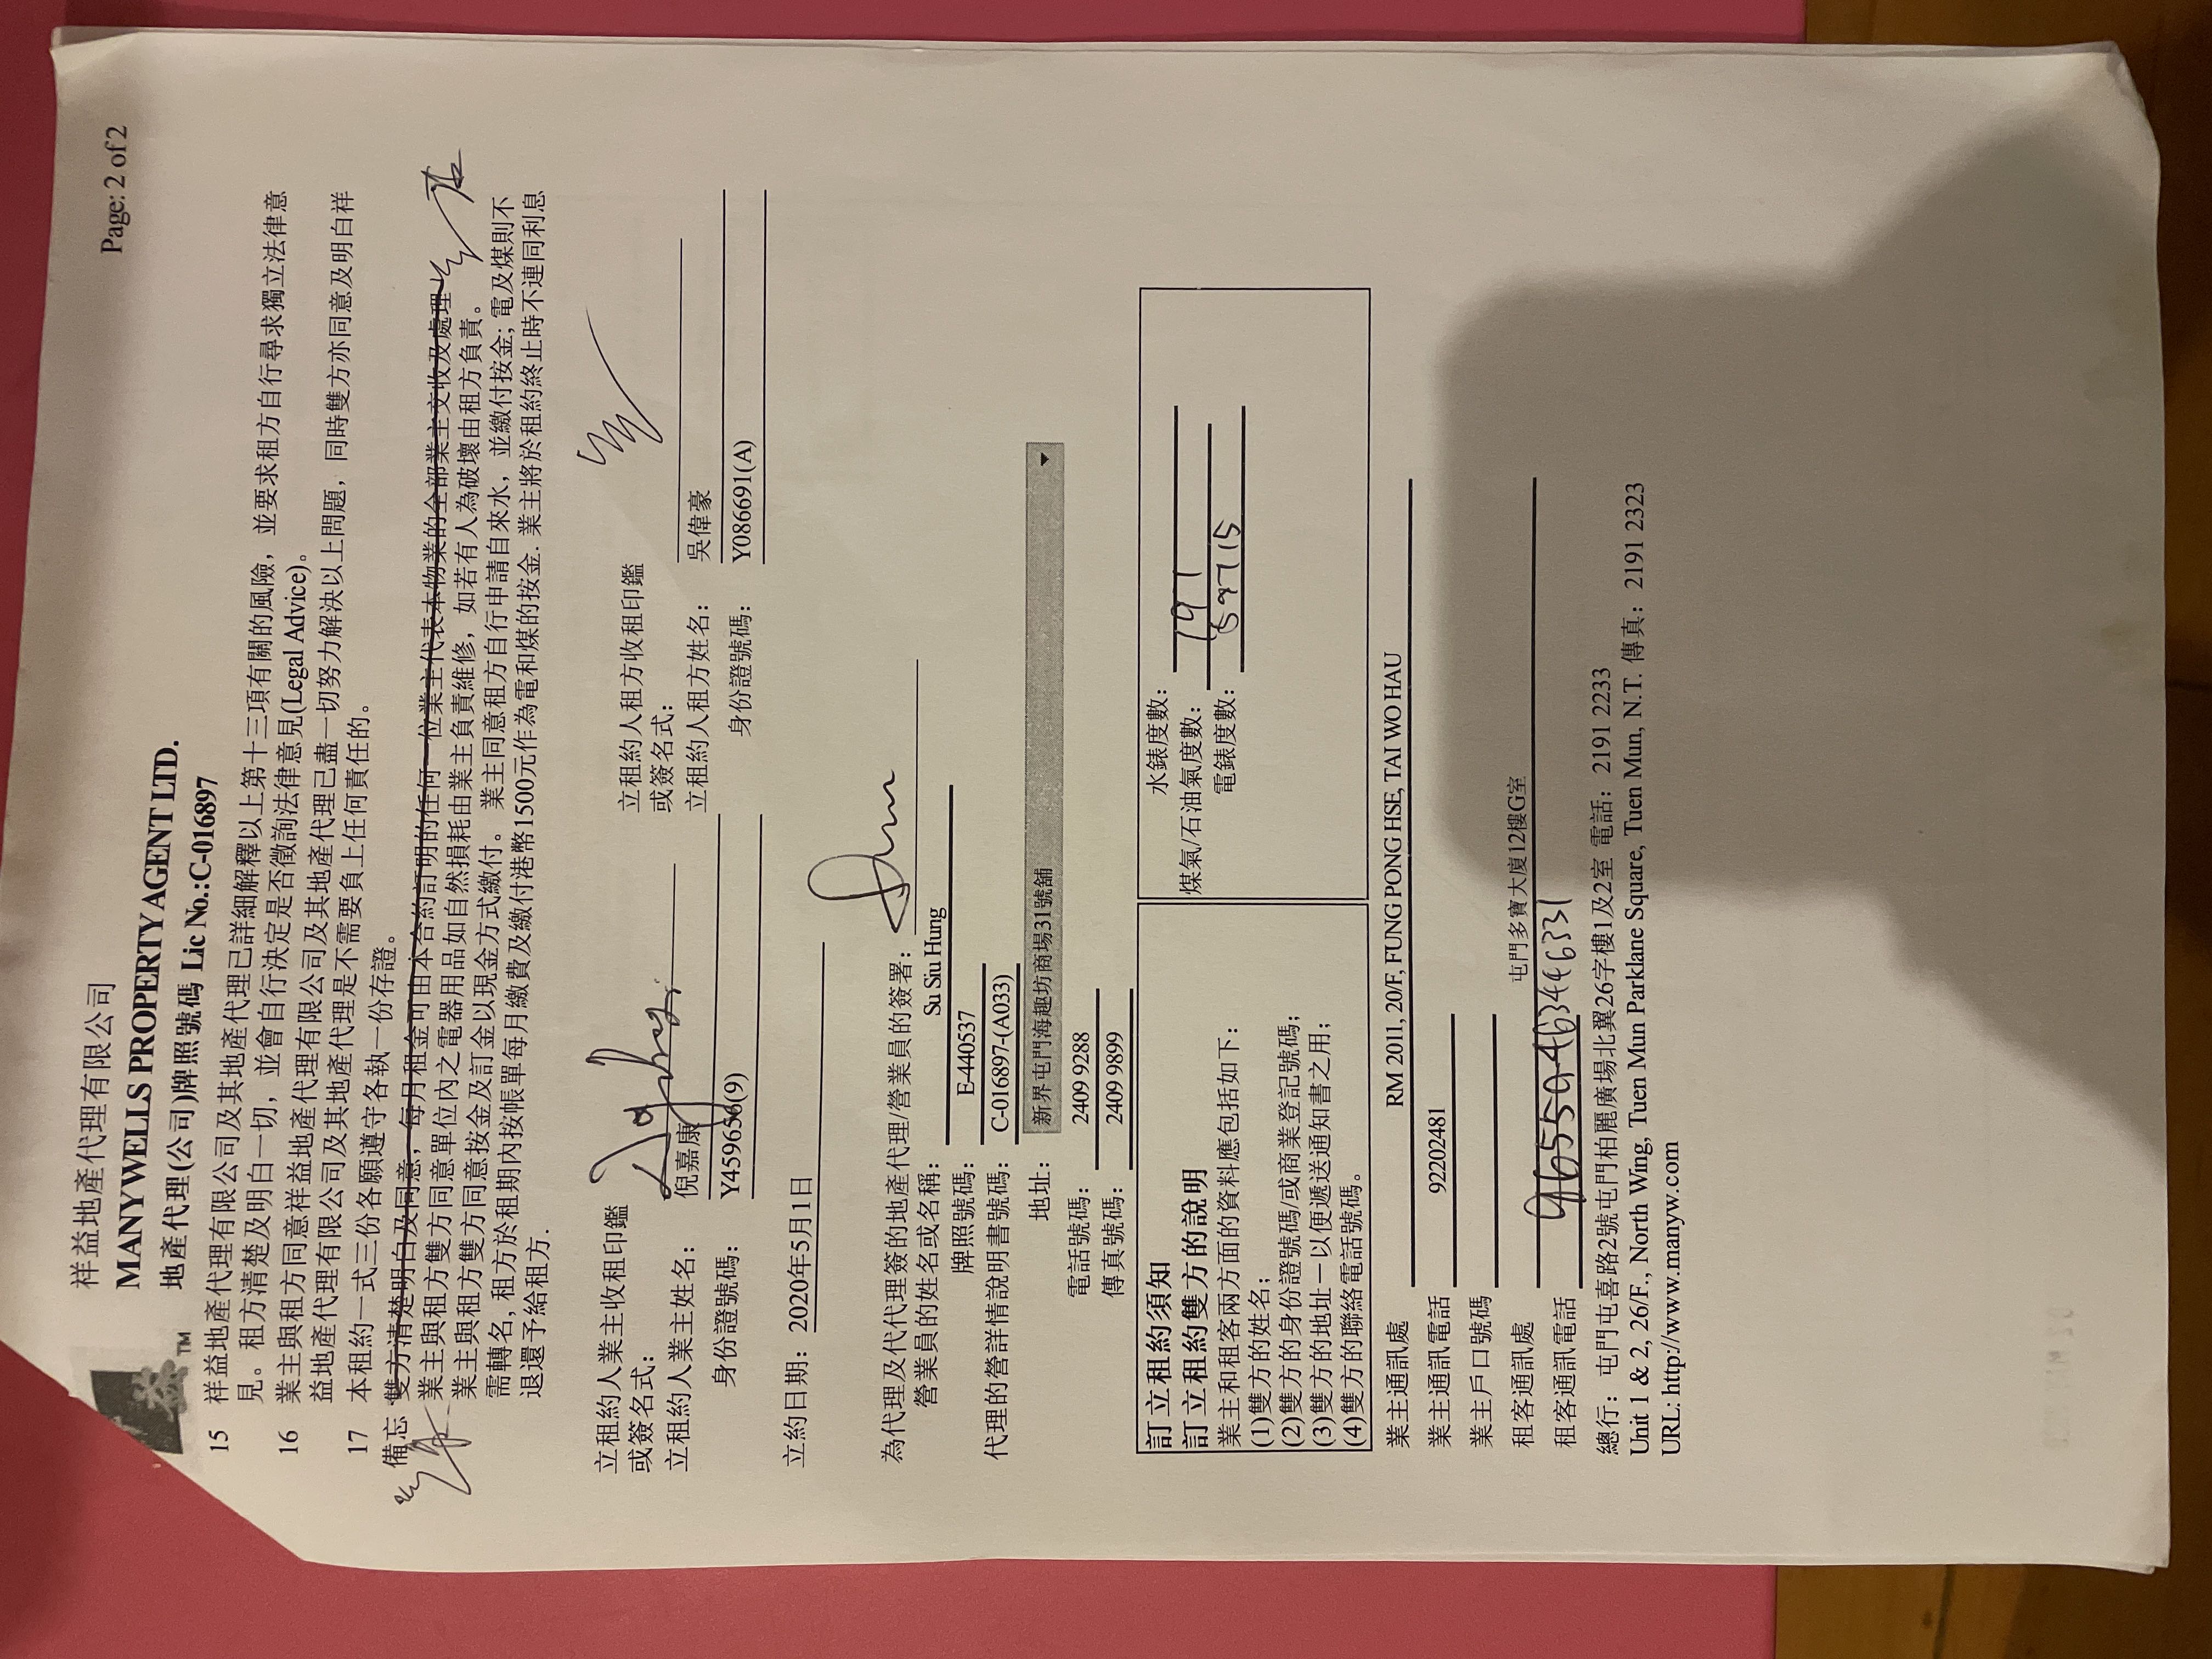 Page: 2 of 2
祥益地產代理有限公司
MANYWELLS PROPERTY AGENT LTD.
地產代理(公司)牌照號碼 Lic No.:C-016897
TM
15 祥益地產代理有限公司及其地產代理已詳細解釋以上第十三項有關的風險，並要求租方自行尋求獨立法律意
見。租方清楚及明白一切，並會自行決定是否徵詢法律意見(Legal Advice)。
16 業主與租方同意祥益地產代理有限公司及其地產代理已盡一切努力解決以上問題，同時雙方亦同意及明白祥
益地產代理有限公司及其地產代理是不需要負上任何責任的。
17 本租約一式三份各願遵守各執一份存證。
備忘 雙方清楚明白及同意，每月租金可由本合約訂明的任何一位業主代表本物業的全部業主交收及處理
業主與租方雙方同意單位內之電器用品如自然損耗由業主負責維修，如若有人為破壞由租方負責。
業主與租方雙方同意按金及訂金以現金方式繳付。 業主同意租方自行申請自來水，並繳付按金; 電及煤則不
需轉名, 租方於租期內按帳單每月繳費及繳付港幣1500元作為電和煤的按金. 業主將於租約終止時不連同利息
退還予給租方.
立租約人業主收租印鑑
或簽名式：
立租約人業主姓名： 倪嘉康
身份證號碼： Y459656(9)
立租約人租方收租印鑑
或簽名式：
立租約人租方姓名： 吳偉豪
身份證號碼： Y086691(A)
立約日期： 2020年5月1日
為代理及代代理簽的地產代理/營業員的簽署：
營業員的姓名或名稱： Su Siu Hung
牌照號碼： E-440537
代理的營詳情說明書號碼： C-016897-(A033)
地址： 新界屯門海趣坊商場31號舖
電話號碼： 2409 9288
傳真號碼： 2409 9899
訂立租約須知
訂立租約雙方的說明
業主和租客兩方面的資料應包括如下：
(1)雙方的姓名；
(2)雙方的身份證號碼/或商業登記號碼；
(3)雙方的地址－以便遞送通知書之用；
(4)雙方的聯絡電話號碼。
水錶度數： 191
煤氣/石油氣度數：
電錶度數： 59715
業主通訊處 RM 2011, 20/F, FUNG PONG HSE, TAI WO HAU
業主通訊電話 92202481
業主戶口號碼
租客通訊處 屯門多寶大廈12樓G室
租客通訊電話 63446331
總行： 屯門屯喜路2號屯門柏麗廣場北翼26字樓1及2室 電話： 2191 2233
Unit 1 & 2, 26/F., North Wing, Tuen Mun Parklane Square, Tuen Mun, N.T. 傳真： 2191 2323
URL: http://www.manyw.com